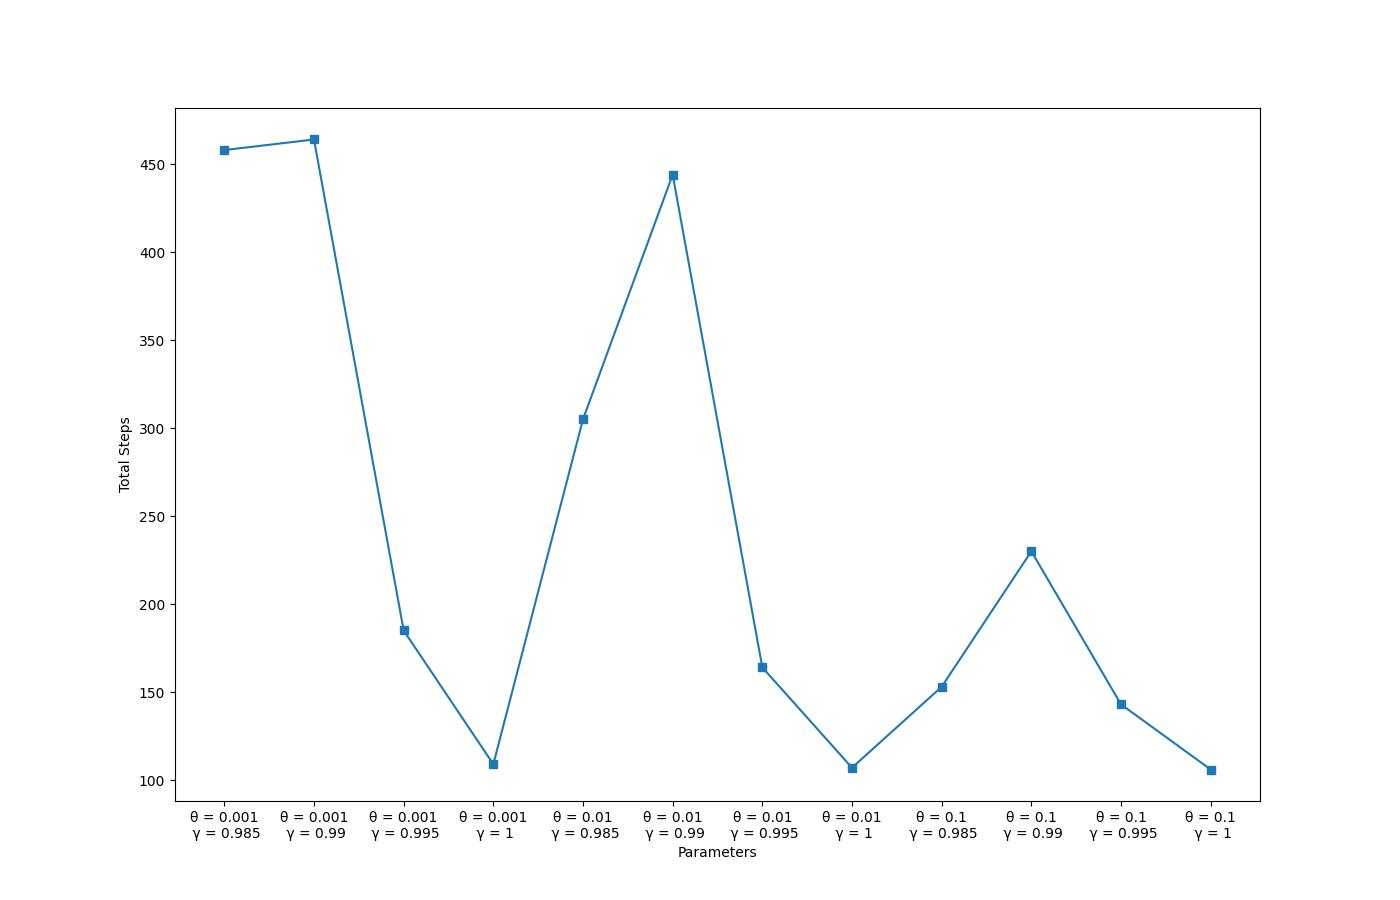 450
400
350
300
250
200
150
100
Total Steps
θ = 0.001
γ = 0.985
θ = 0.001
γ = 0.99
θ = 0.001
γ = 0.995
θ = 0.001
γ = 1
θ = 0.01
γ = 0.985
θ = 0.01
γ = 0.99
θ = 0.01
γ = 0.995
θ = 0.01
γ = 1
θ = 0.1
γ = 0.985
θ = 0.1
γ = 0.99
θ = 0.1
γ = 0.995
θ = 0.1
γ = 1
Parameters